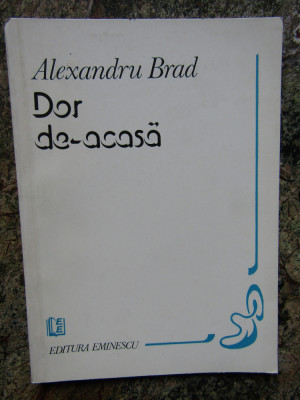 Alexandru Brad
Dor
de-acasă
EDITURA EMINESCU